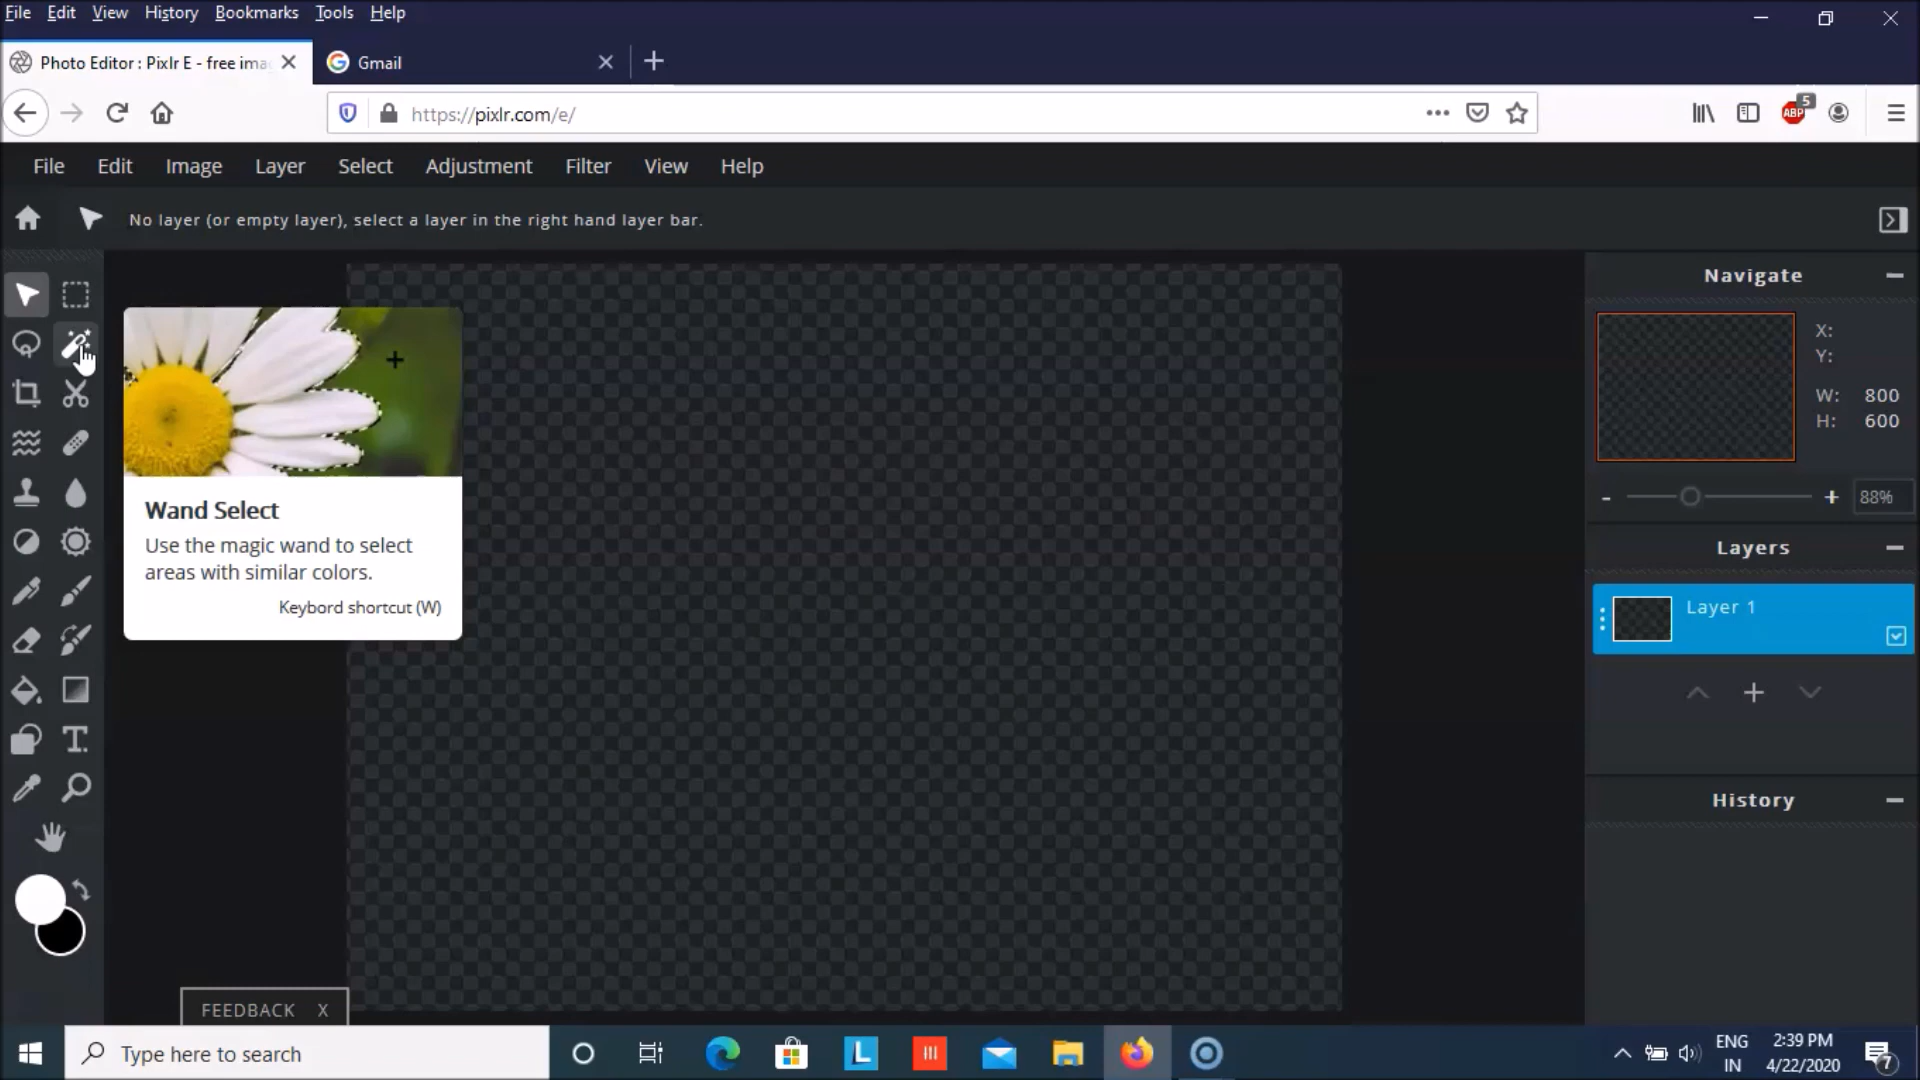 File Edit View History Bookmarks Tools Help
Photo Editor : Pixlr E - free ima
Gmail
https://pixlr.com/e/
ABP
5
File Edit Image Layer Select Adjustment Filter View Help
No layer (or empty layer), select a layer in the right hand layer bar.
Navigate
X:
Y:
W: 800
H: 600
- + 88%
Wand Select
Use the magic wand to select
areas with similar colors.
Keybord shortcut (W)
Layers
Layer 1
T.
History
FEEDBACK X
Type here to search
L
ENG
IN
2:39 PM
4/22/2020
7